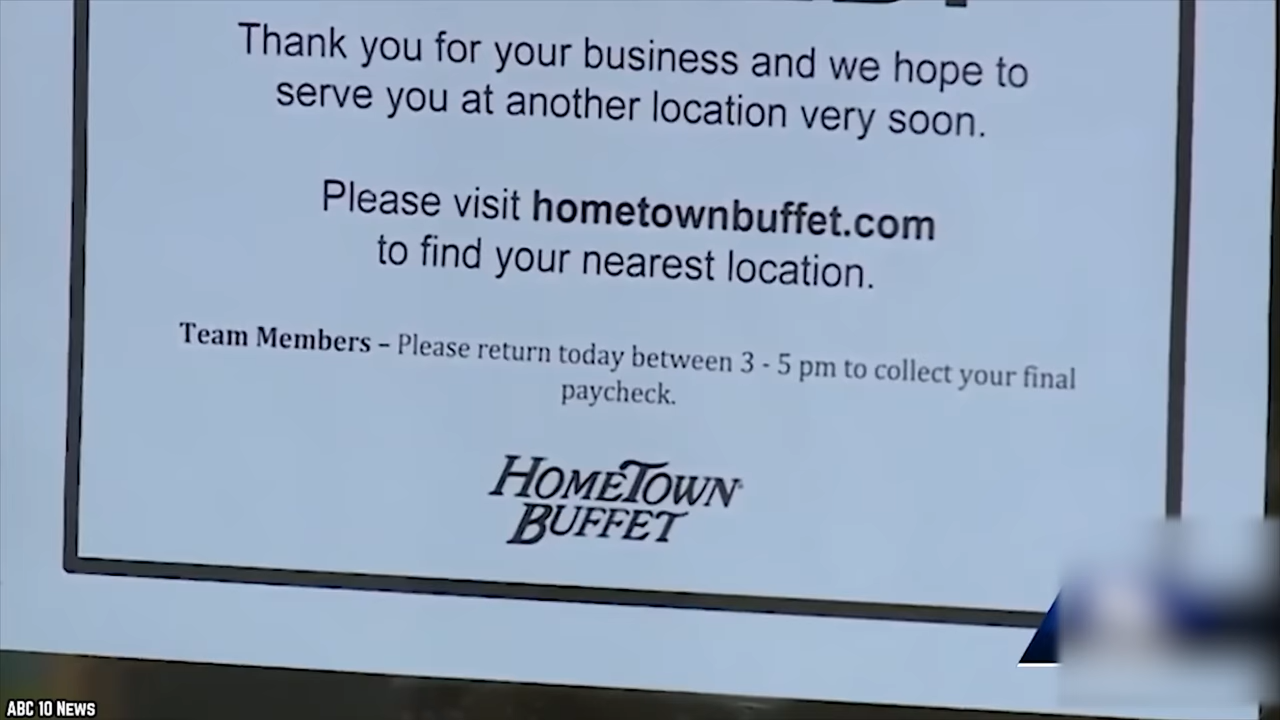 Thank you for your business and we hope to
serve you at another location very soon.
Please visit hometownbuffet.com
to find your nearest location.
Team Members – Please return today between 3 - 5 pm to collect your final
paycheck.
HOMETOWN
BUFFET
ABC 10 News